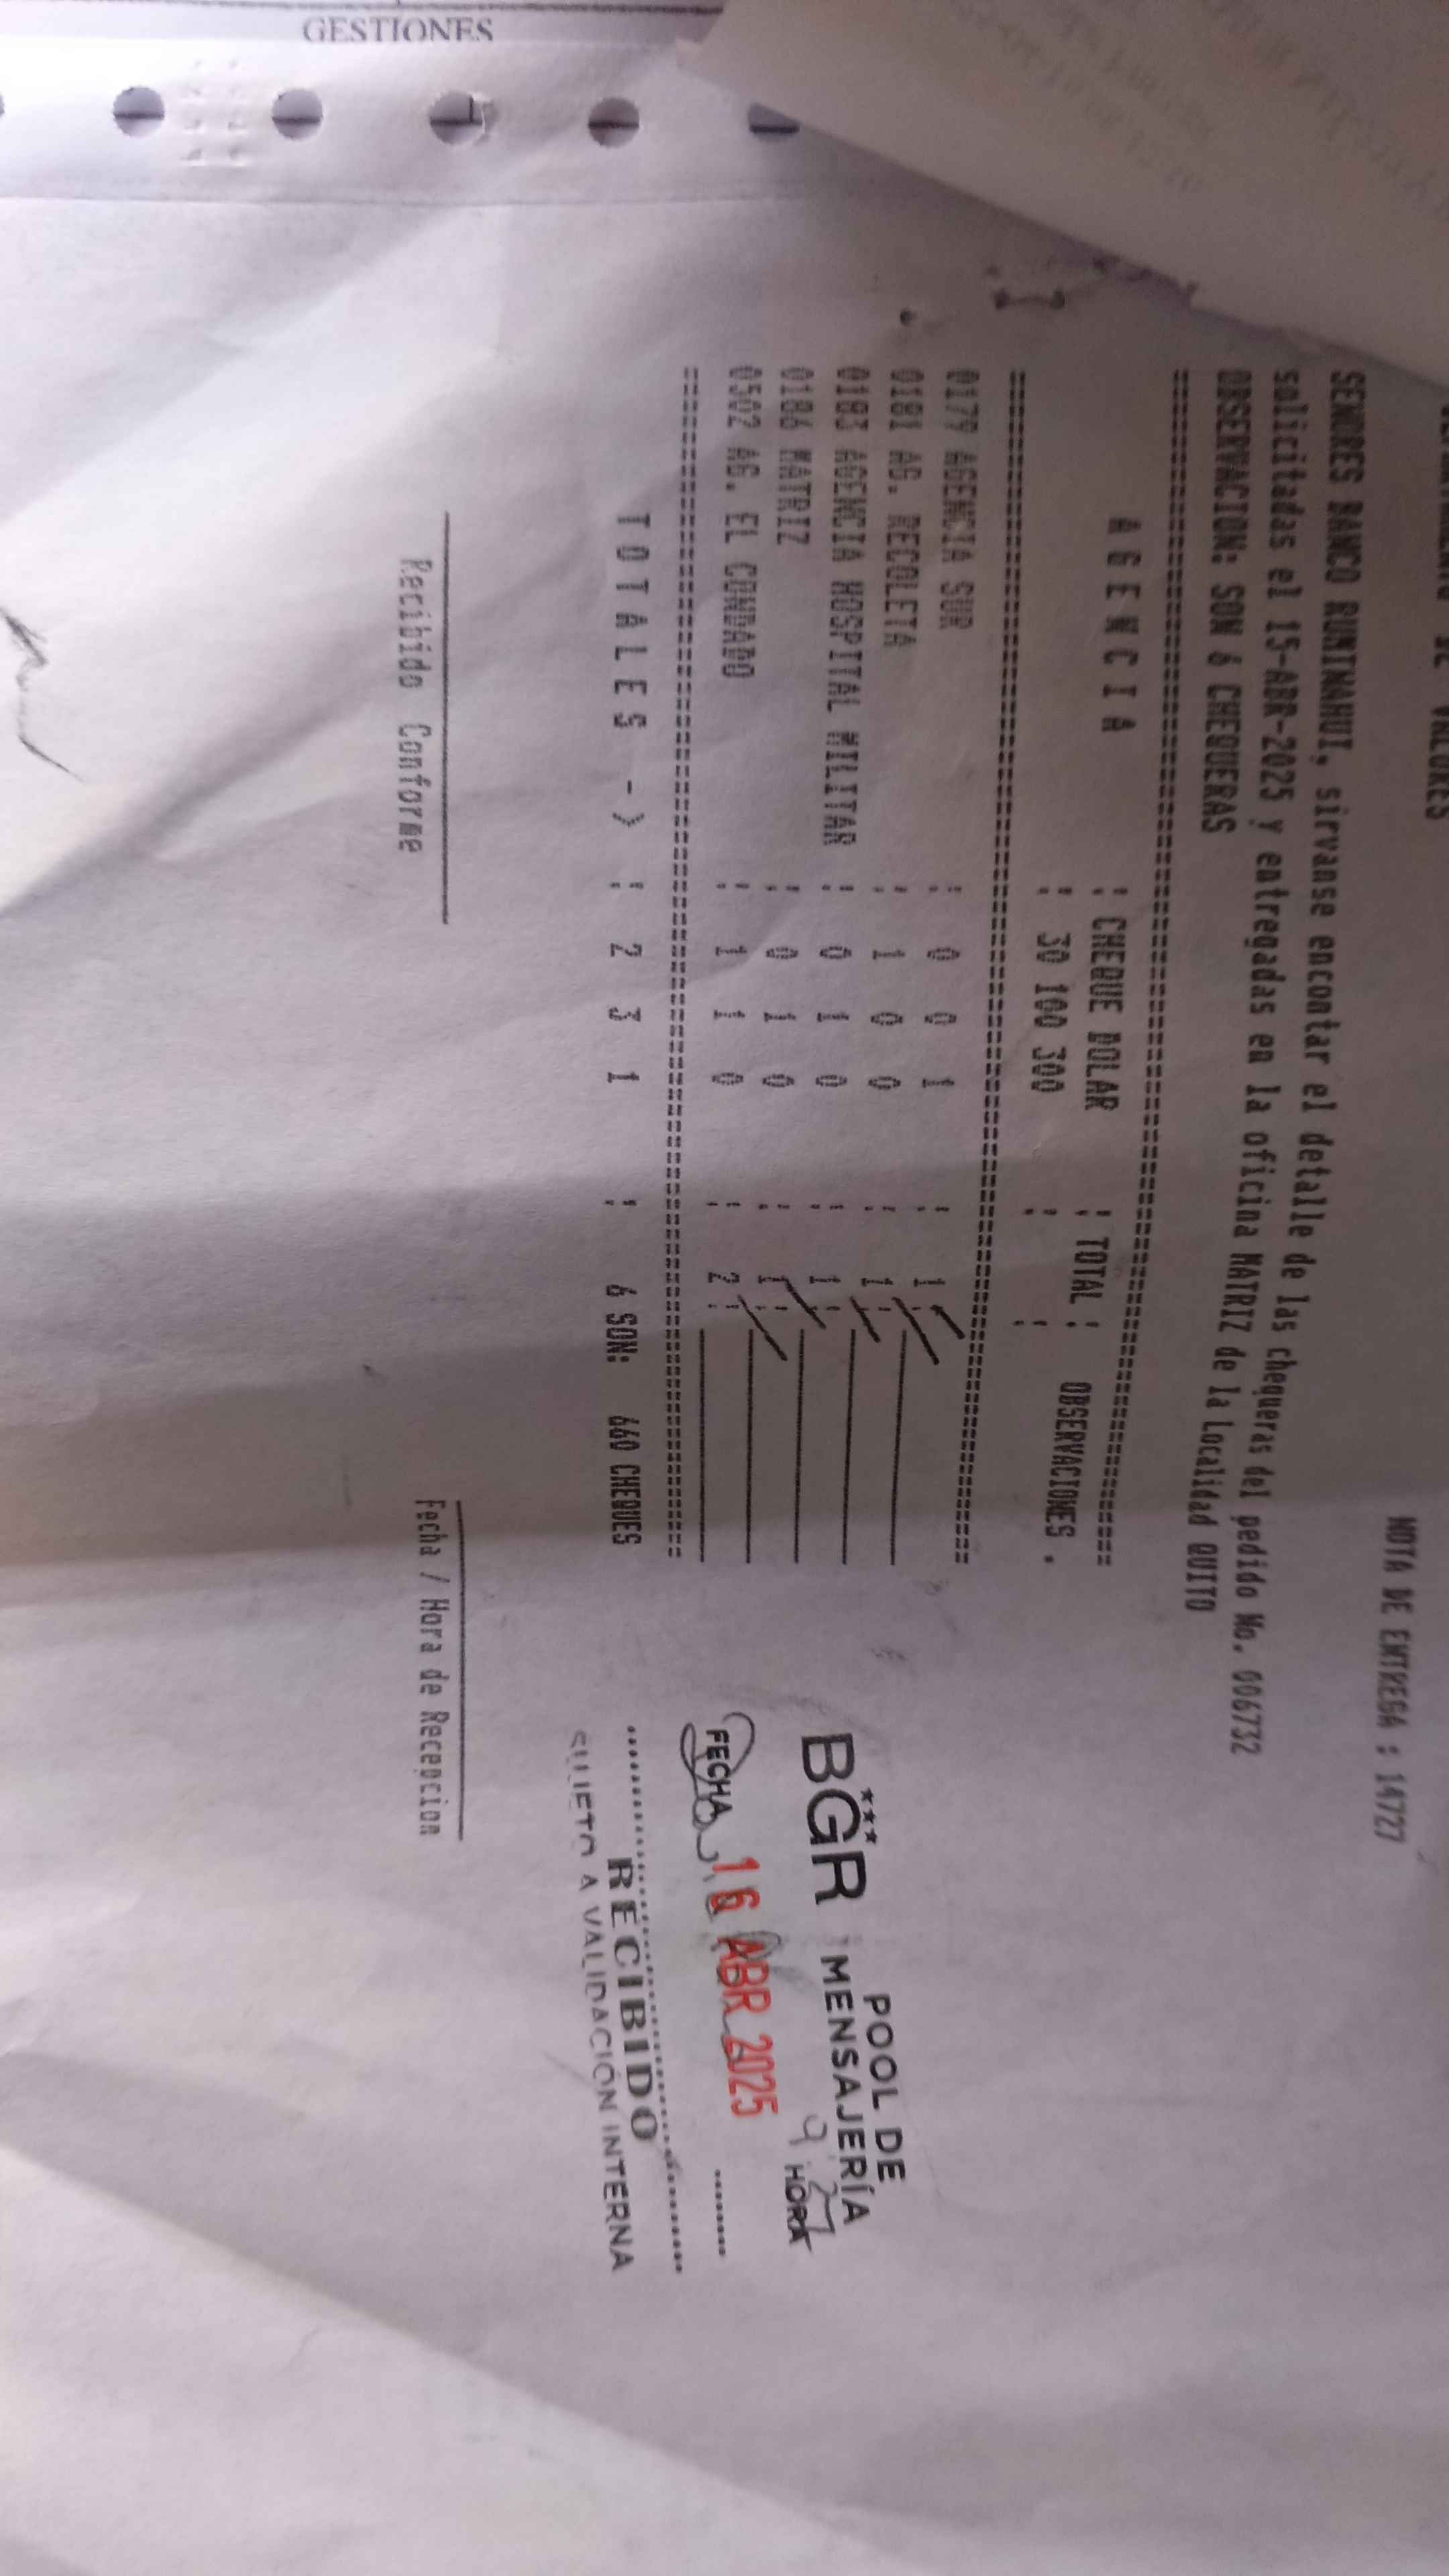 GESTIONES
DE VALORES
NOTA DE ENTREGA : 14727
SENORES BANCO RUMINAHUI, sirvanse encontar el detalle de las chequeras del pedido No. 006732
solicitadas el 15-ABR-2025 y entregadas en la oficina MATRIZ de la Localidad QUITO
OBSERVACION: SON 6 CHEQUERAS
================================================
A G E N C I A : CHEQUE DOLAR : TOTAL : OBSERVACIONES .
: 30 100 300 : :
================================================
0179 AGENCIA SUR : 0 0 1 : 1 :
0181 AG. RECOLETA : 1 0 0 : 1 :
0183 AGENCIA HOSPITAL MILITAR : 0 1 0 : 1 :
0186 MATRIZ : 0 1 0 : 1 :
0502 AG. EL CONDADO : 1 1 0 : 2 :
================================================
T O T A L E S - > : 2 3 1 : 6 SON: 660 CHEQUES
Recibido Conforme
Fecha / Hora de Recepcion
BGR POOL DE
MENSAJERÍA
HORA
FECHA 16 ABR 2025
RECIBIDO
SUJETO A VALIDACIÓN INTERNA